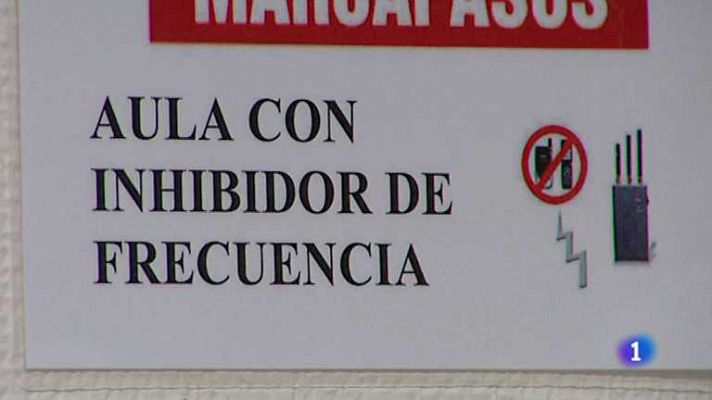 MARCAPASOS
AULA CON
INHIBIDOR DE
FRECUENCIA
1